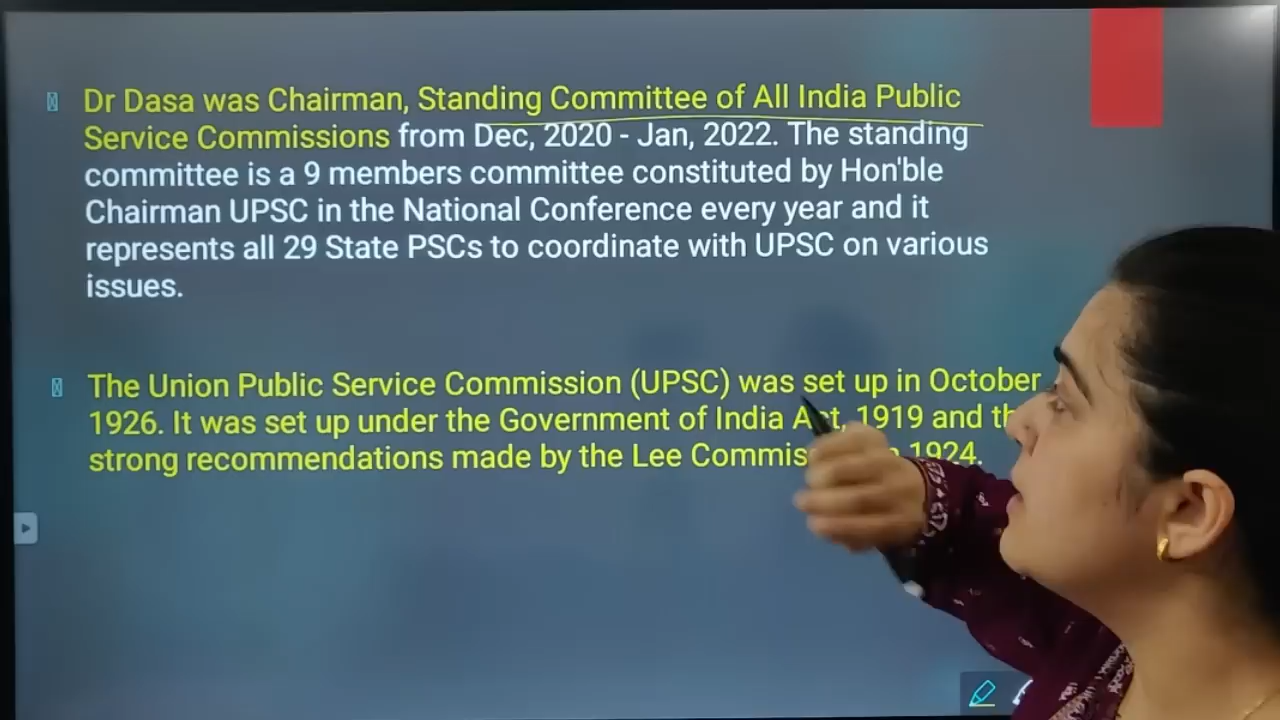 Dr Dasa was Chairman, Standing Committee of All India Public
Service Commissions from Dec, 2020 - Jan, 2022. The standing
committee is a 9 members committee constituted by Hon'ble
Chairman UPSC in the National Conference every year and it
represents all 29 State PSCs to coordinate with UPSC on various
issues.
The Union Public Service Commission (UPSC) was set up in October
1926. It was set up under the Government of India Act, 1919 and
strong recommendations made by the Lee 1924.